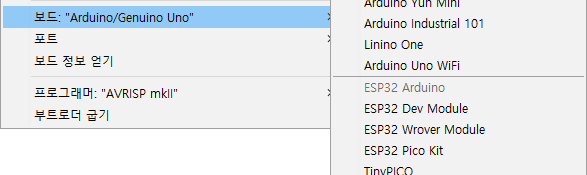 보드: "Arduino/Genuino Uno"
포트
보드 정보 얻기
프로그래머: "AVRISP mkII"
부트로더 굽기
Arduino Yún Mini
Arduino Industrial 101
Linino One
Arduino Uno WiFi
ESP32 Arduino
ESP32 Dev Module
ESP32 Wrover Module
ESP32 Pico Kit
TinyPICO